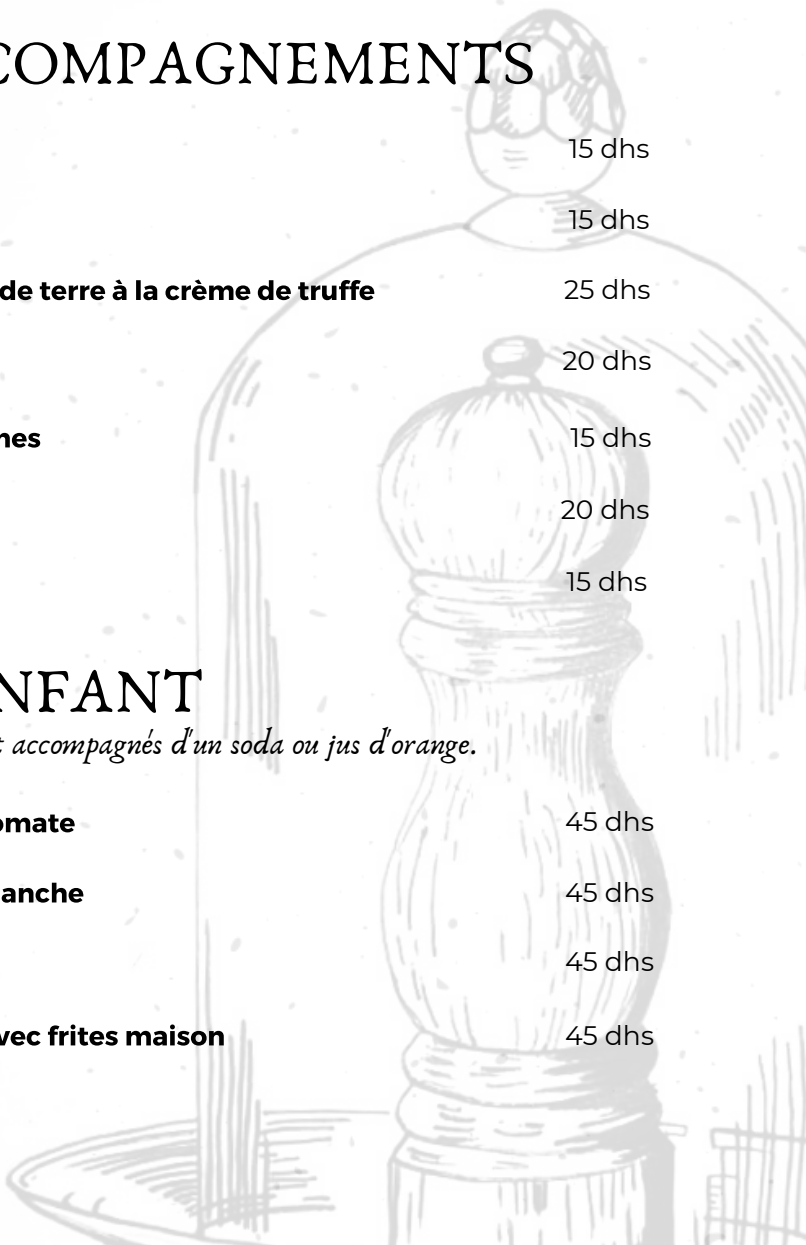 COMPAGNEMENTS
15 dhs
15 dhs
de terre à la crème de truffe 25 dhs
20 dhs
nes 15 dhs
20 dhs
15 dhs
NFANT
t accompagnés d'un soda ou jus d'orange.
omate 45 dhs
lanche 45 dhs
45 dhs
vec frites maison 45 dhs